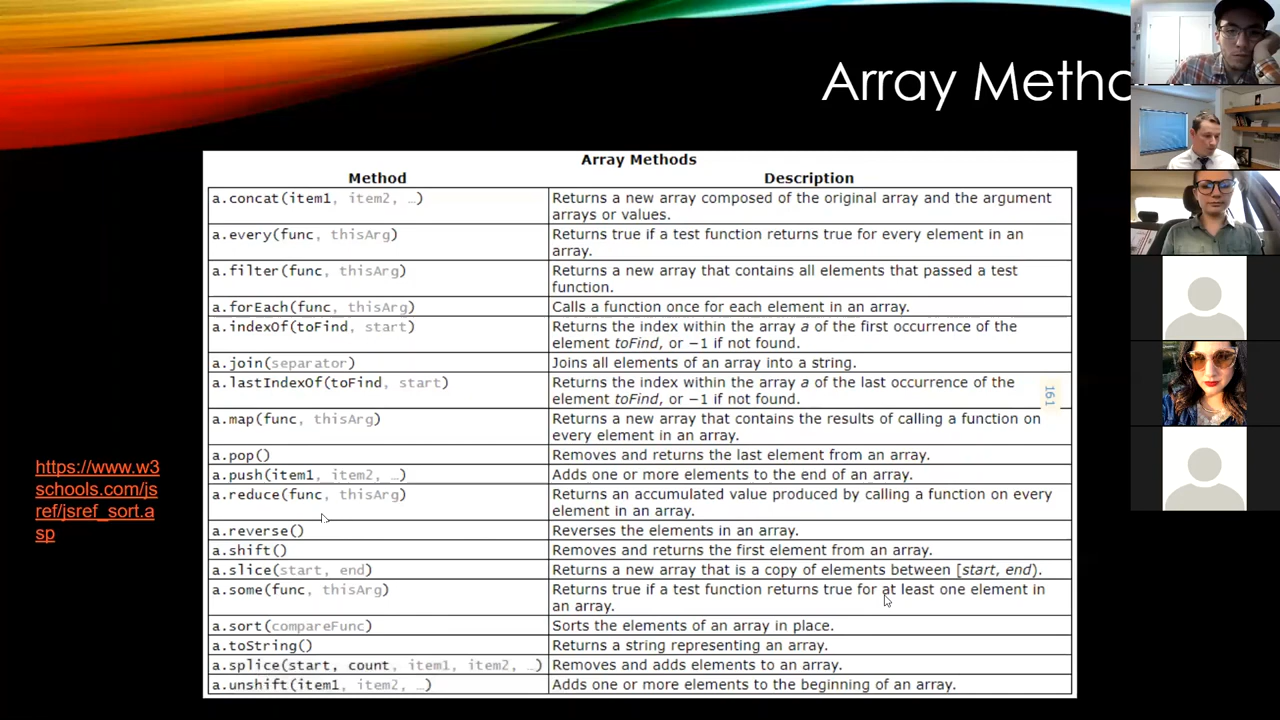 Array Metho
Array Methods
Method Description
a.concat(item1, item2, …) Returns a new array composed of the original array and the argument
arrays or values.
a.every(func, thisArg) Returns true if a test function returns true for every element in an
array.
a.filter(func, thisArg) Returns a new array that contains all elements that passed a test
function.
a.forEach(func, thisArg) Calls a function once for each element in an array.
a.indexOf(toFind, start) Returns the index within the array a of the first occurrence of the
element toFind, or −1 if not found.
a.join(separator) Joins all elements of an array into a string.
a.lastIndexOf(toFind, start) Returns the index within the array a of the last occurrence of the
element toFind, or −1 if not found.
161
a.map(func, thisArg) Returns a new array that contains the results of calling a function on
every element in an array.
a.pop() Removes and returns the last element from an array.
a.push(item1, item2, …) Adds one or more elements to the end of an array.
a.reduce(func, thisArg) Returns an accumulated value produced by calling a function on every
element in an array.
a.reverse() Reverses the elements in an array.
a.shift() Removes and returns the first element from an array.
a.slice(start, end) Returns a new array that is a copy of elements between [start, end).
a.some(func, thisArg) Returns true if a test function returns true for at least one element in
an array.
a.sort(compareFunc) Sorts the elements of an array in place.
a.toString() Returns a string representing an array.
a.splice(start, count, item1, item2, …) Removes and adds elements to an array.
a.unshift(item1, item2, …) Adds one or more elements to the beginning of an array.
https://www.w3
schools.com/js
ref/jsref_sort.a
sp